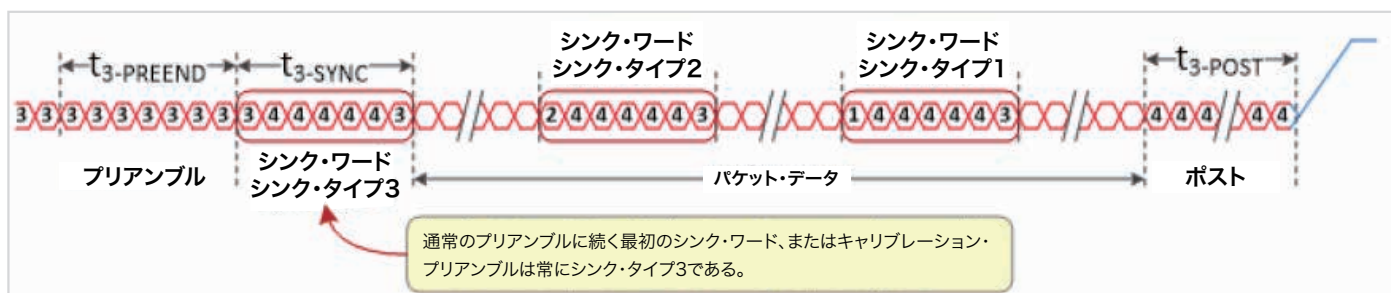 シンク・ワード
シンク・タイプ2
シンク・ワード
シンク・タイプ1
t3-PREEND
t3-SYNC
t3-POST
3 3 3 3 3 3 3 3 3 3 4 4 4 4 4 3 2 4 4 4 4 4 3 1 4 4 4 4 4 3 4 4 4 4 4
プリアンブル
シンク・ワード
シンク・タイプ3
パケット・データ
ポスト
通常のプリアンブルに続く最初のシンク・ワード、またはキャリブレーション・
プリアンブルは常にシンク・タイプ3である。